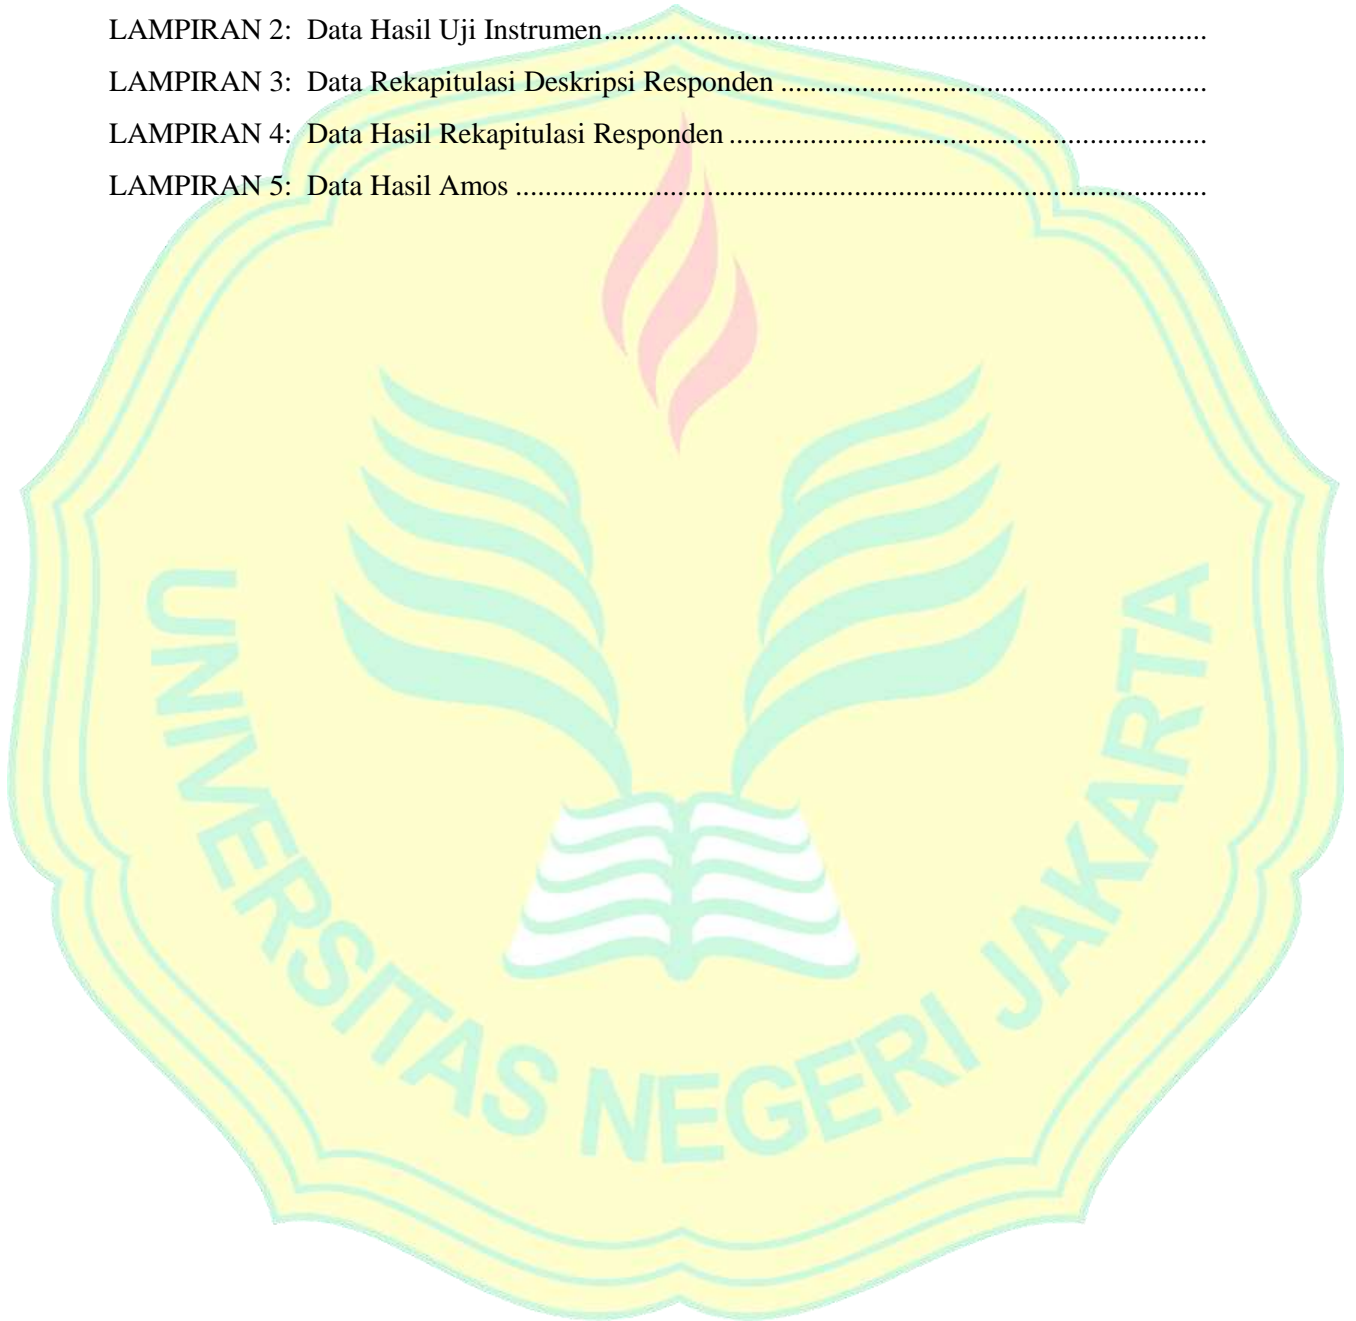 LAMPIRAN 2: Data Hasil Uji Instrumen.................................................................................
LAMPIRAN 3: Data Rekapitulasi Deskripsi Responden .........................................................
LAMPIRAN 4: Data Hasil Rekapitulasi Responden ................................................................
LAMPIRAN 5: Data Hasil Amos .............................................................................................
UNIVERSITAS NEGERI JAKARTA